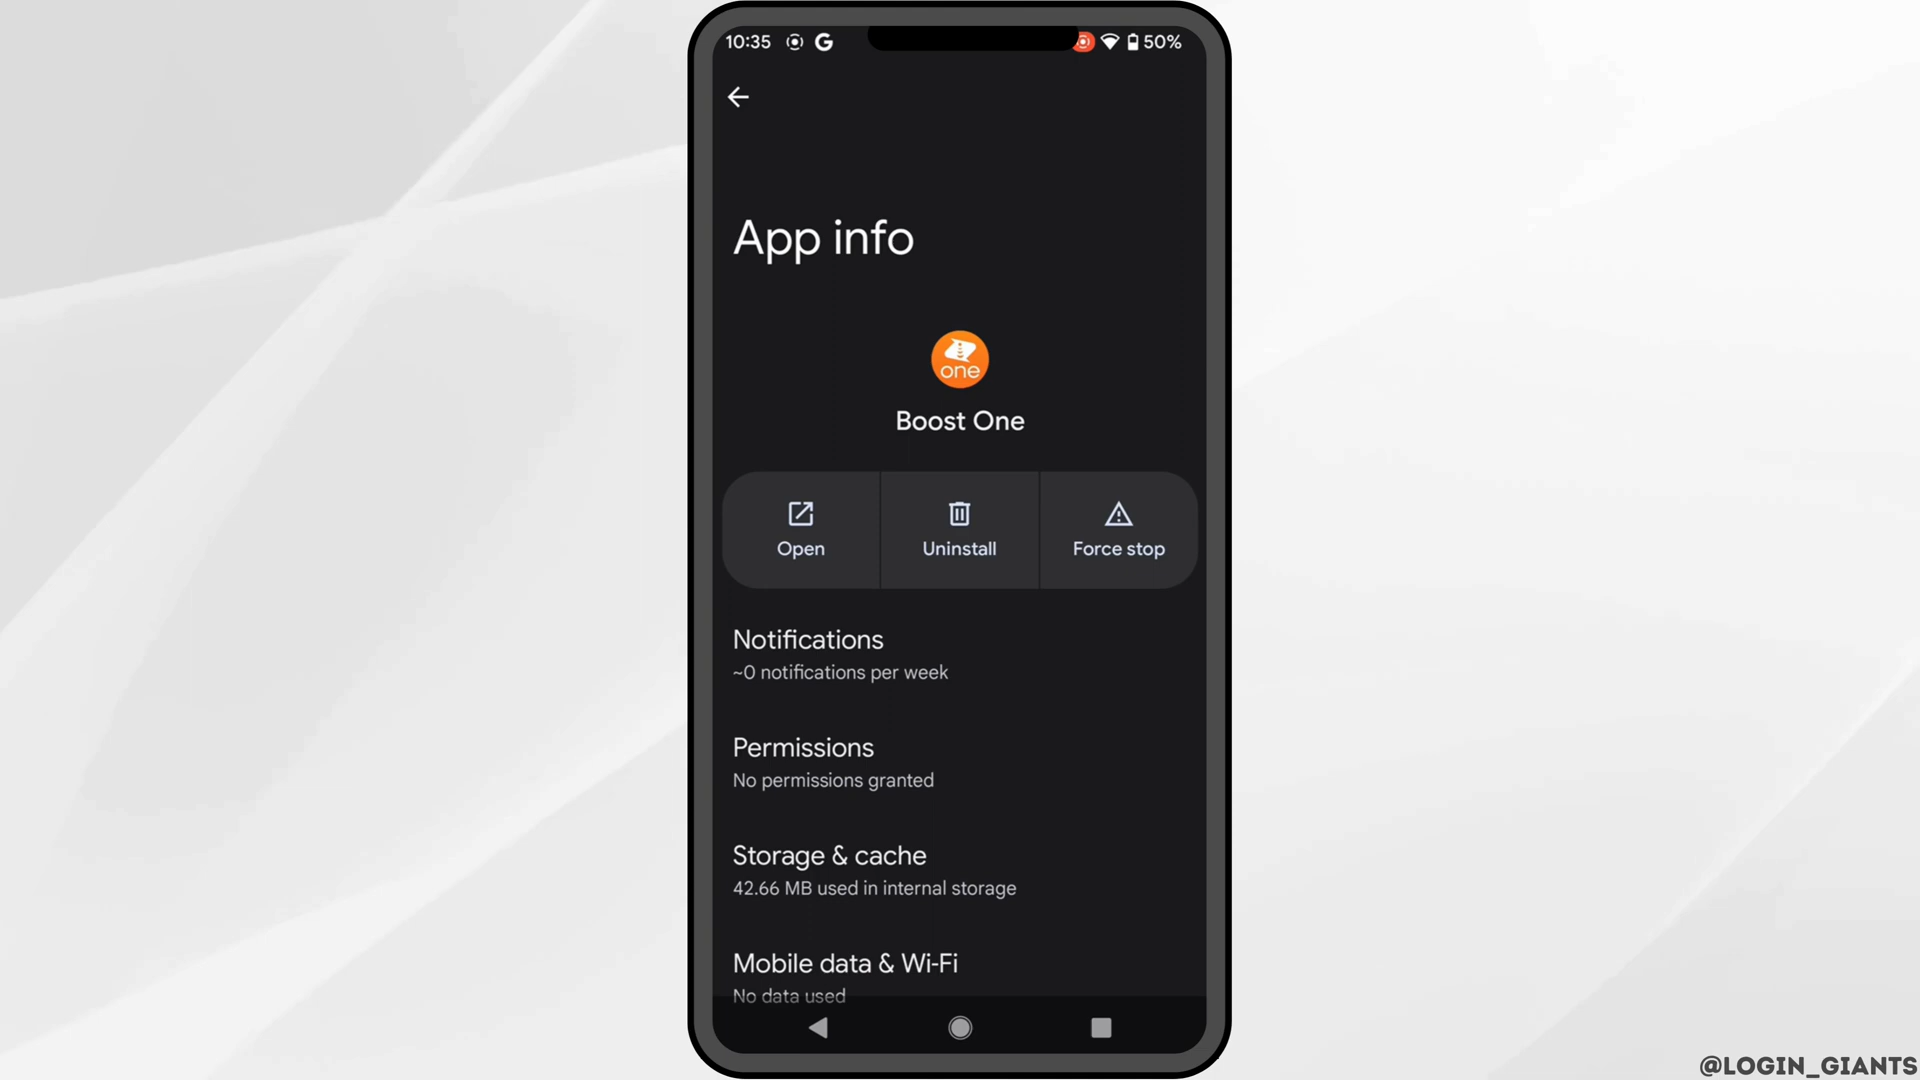 10:35 G 50%
App info
one
Boost One
Open Uninstall Force stop
Notifications
~0 notifications per week
Permissions
No permissions granted
Storage & cache
42.66 MB used in internal storage
Mobile data & Wi-Fi
No data used
@LOGIN_GIANTS